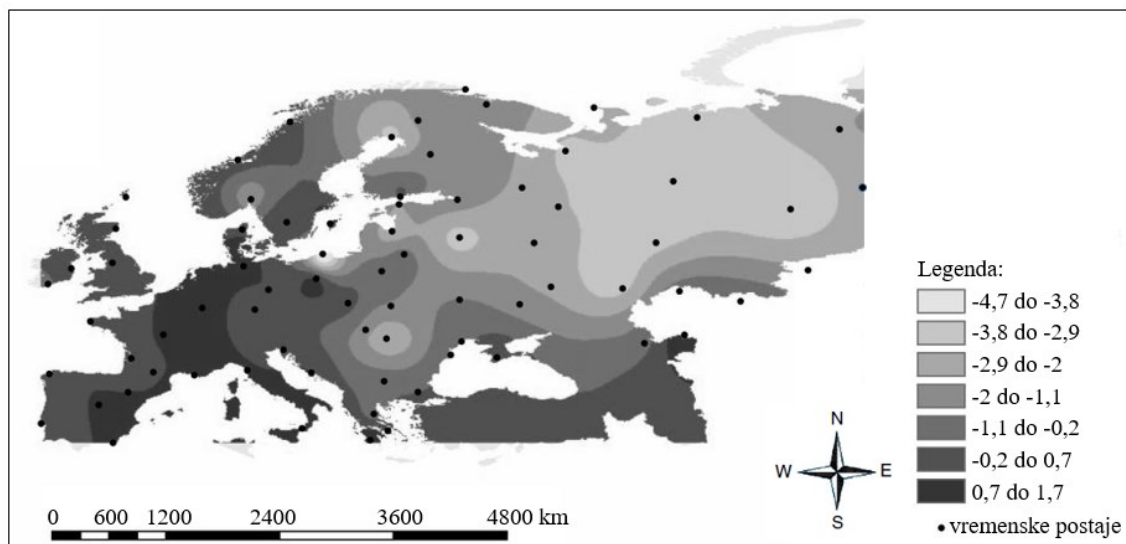 Legenda:
-4,7 do -3,8
-3,8 do -2,9
-2,9 do -2
-2 do -1,1
-1,1 do -0,2
-0,2 do 0,7
0,7 do 1,7
vremenske postaje
N
W E
S
0 600 1200 2400 3600 4800 km